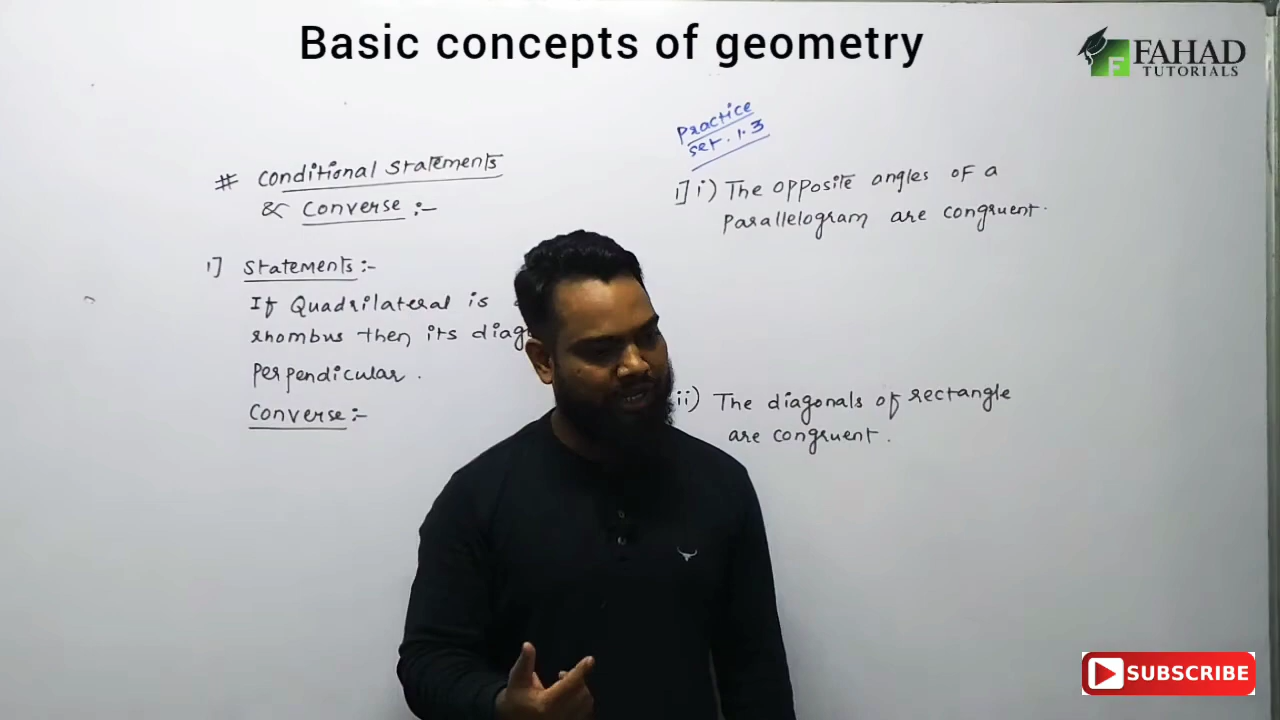 Basic concepts of geometry
FAHAD
TUTORIALS
# Conditional Statements
& Converse :-
1] Statements :-
If Quadrilateral is
rhombus then its diag
perpendicular.
Converse :-
Practice
set. 1.3
1] i) The opposite angles of a
parallelogram are congruent.
ii) The diagonals of rectangle
are congruent.
SUBSCRIBE